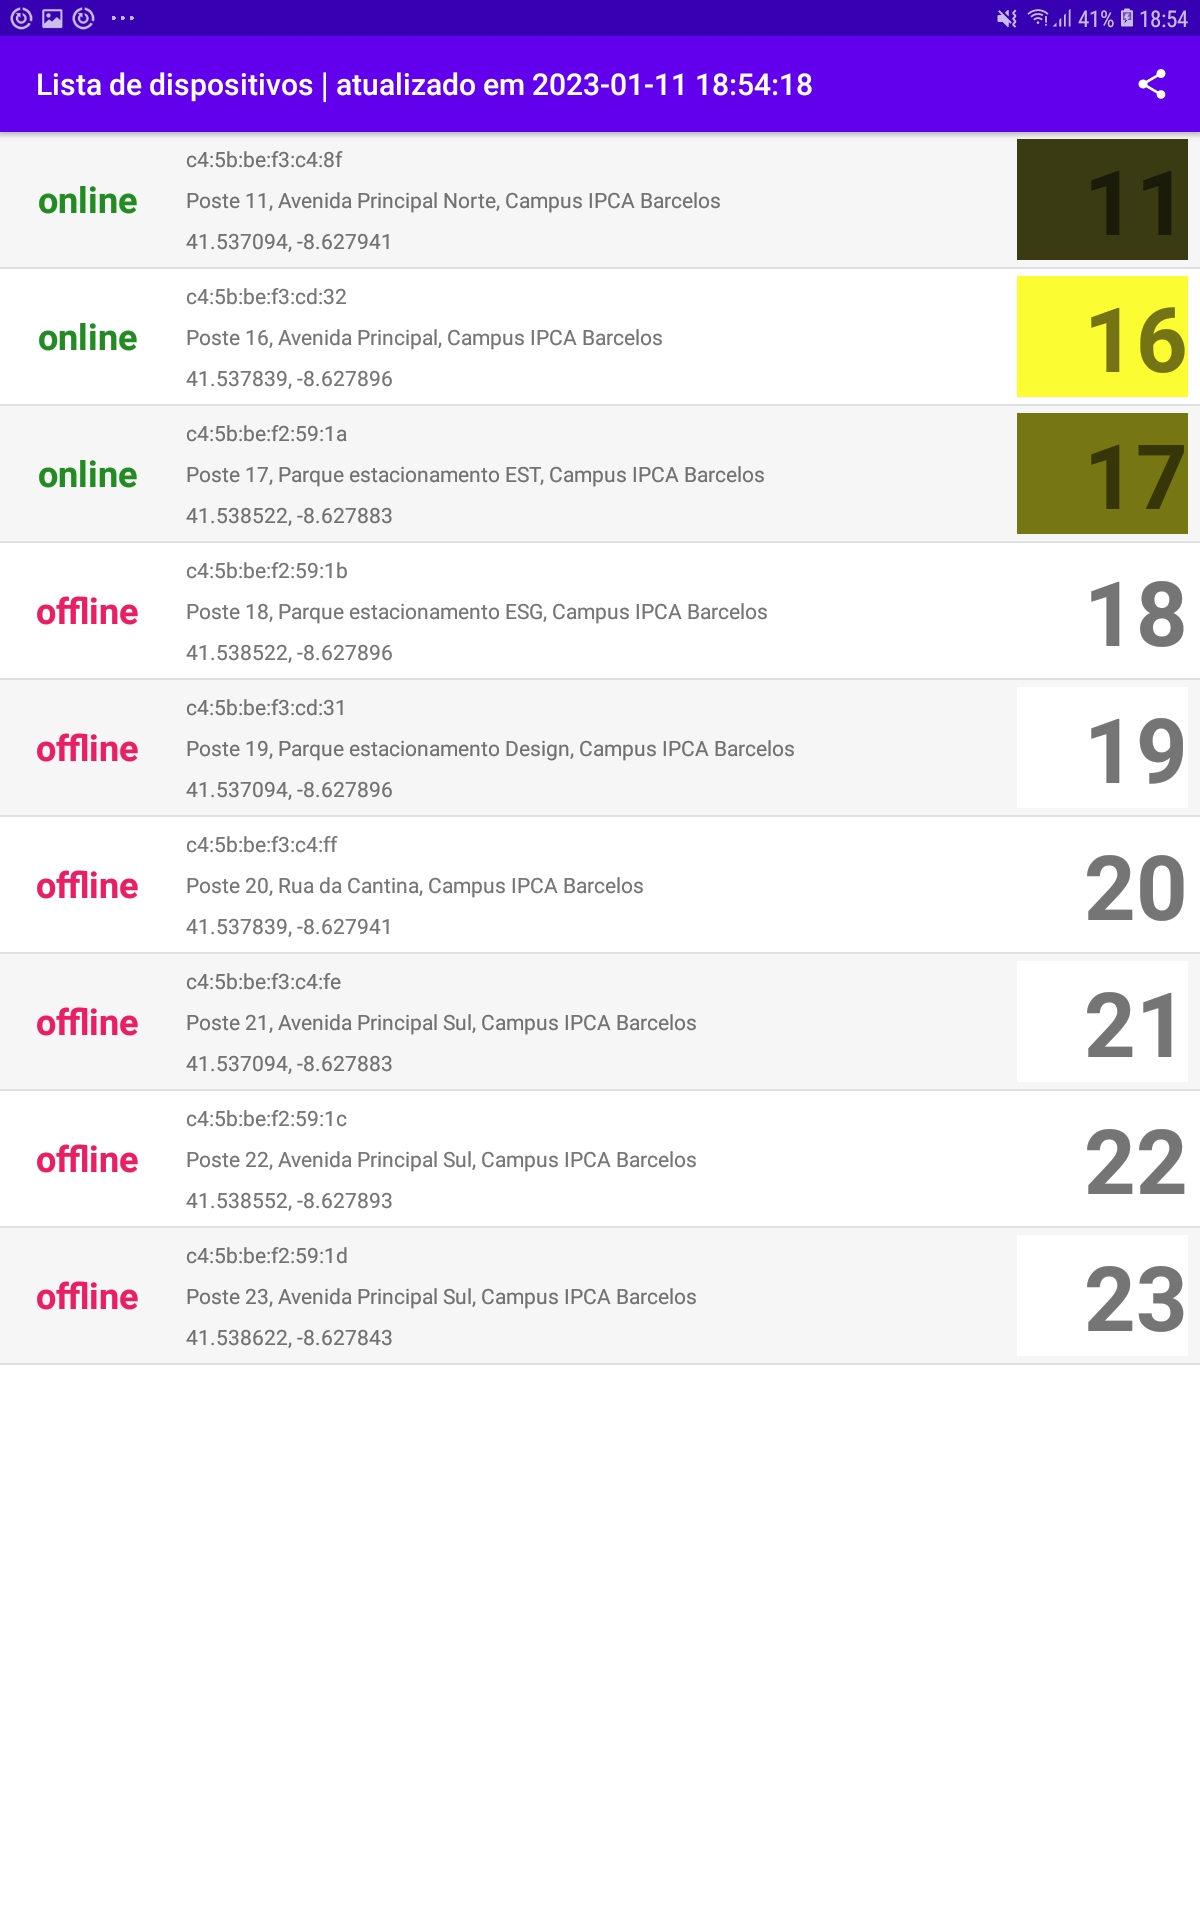 41% 18:54
Lista de dispositivos | atualizado em 2023-01-11 18:54:18
c4:5b:be:f3:c4:8f
online
Poste 11, Avenida Principal Norte, Campus IPCA Barcelos
41.537094, -8.627941
11
c4:5b:be:f3:cd:32
online
Poste 16, Avenida Principal, Campus IPCA Barcelos
41.537839, -8.627896
16
c4:5b:be:f2:59:1a
online
Poste 17, Parque estacionamento EST, Campus IPCA Barcelos
41.538522, -8.627883
17
c4:5b:be:f2:59:1b
offline
Poste 18, Parque estacionamento ESG, Campus IPCA Barcelos
41.538522, -8.627896
18
c4:5b:be:f3:cd:31
offline
Poste 19, Parque estacionamento Design, Campus IPCA Barcelos
41.537094, -8.627896
19
c4:5b:be:f3:c4:ff
offline
Poste 20, Rua da Cantina, Campus IPCA Barcelos
41.537839, -8.627941
20
c4:5b:be:f3:c4:fe
offline
Poste 21, Avenida Principal Sul, Campus IPCA Barcelos
41.537094, -8.627883
21
c4:5b:be:f2:59:1c
offline
Poste 22, Avenida Principal Sul, Campus IPCA Barcelos
41.538552, -8.627893
22
c4:5b:be:f2:59:1d
offline
Poste 23, Avenida Principal Sul, Campus IPCA Barcelos
41.538622, -8.627843
23